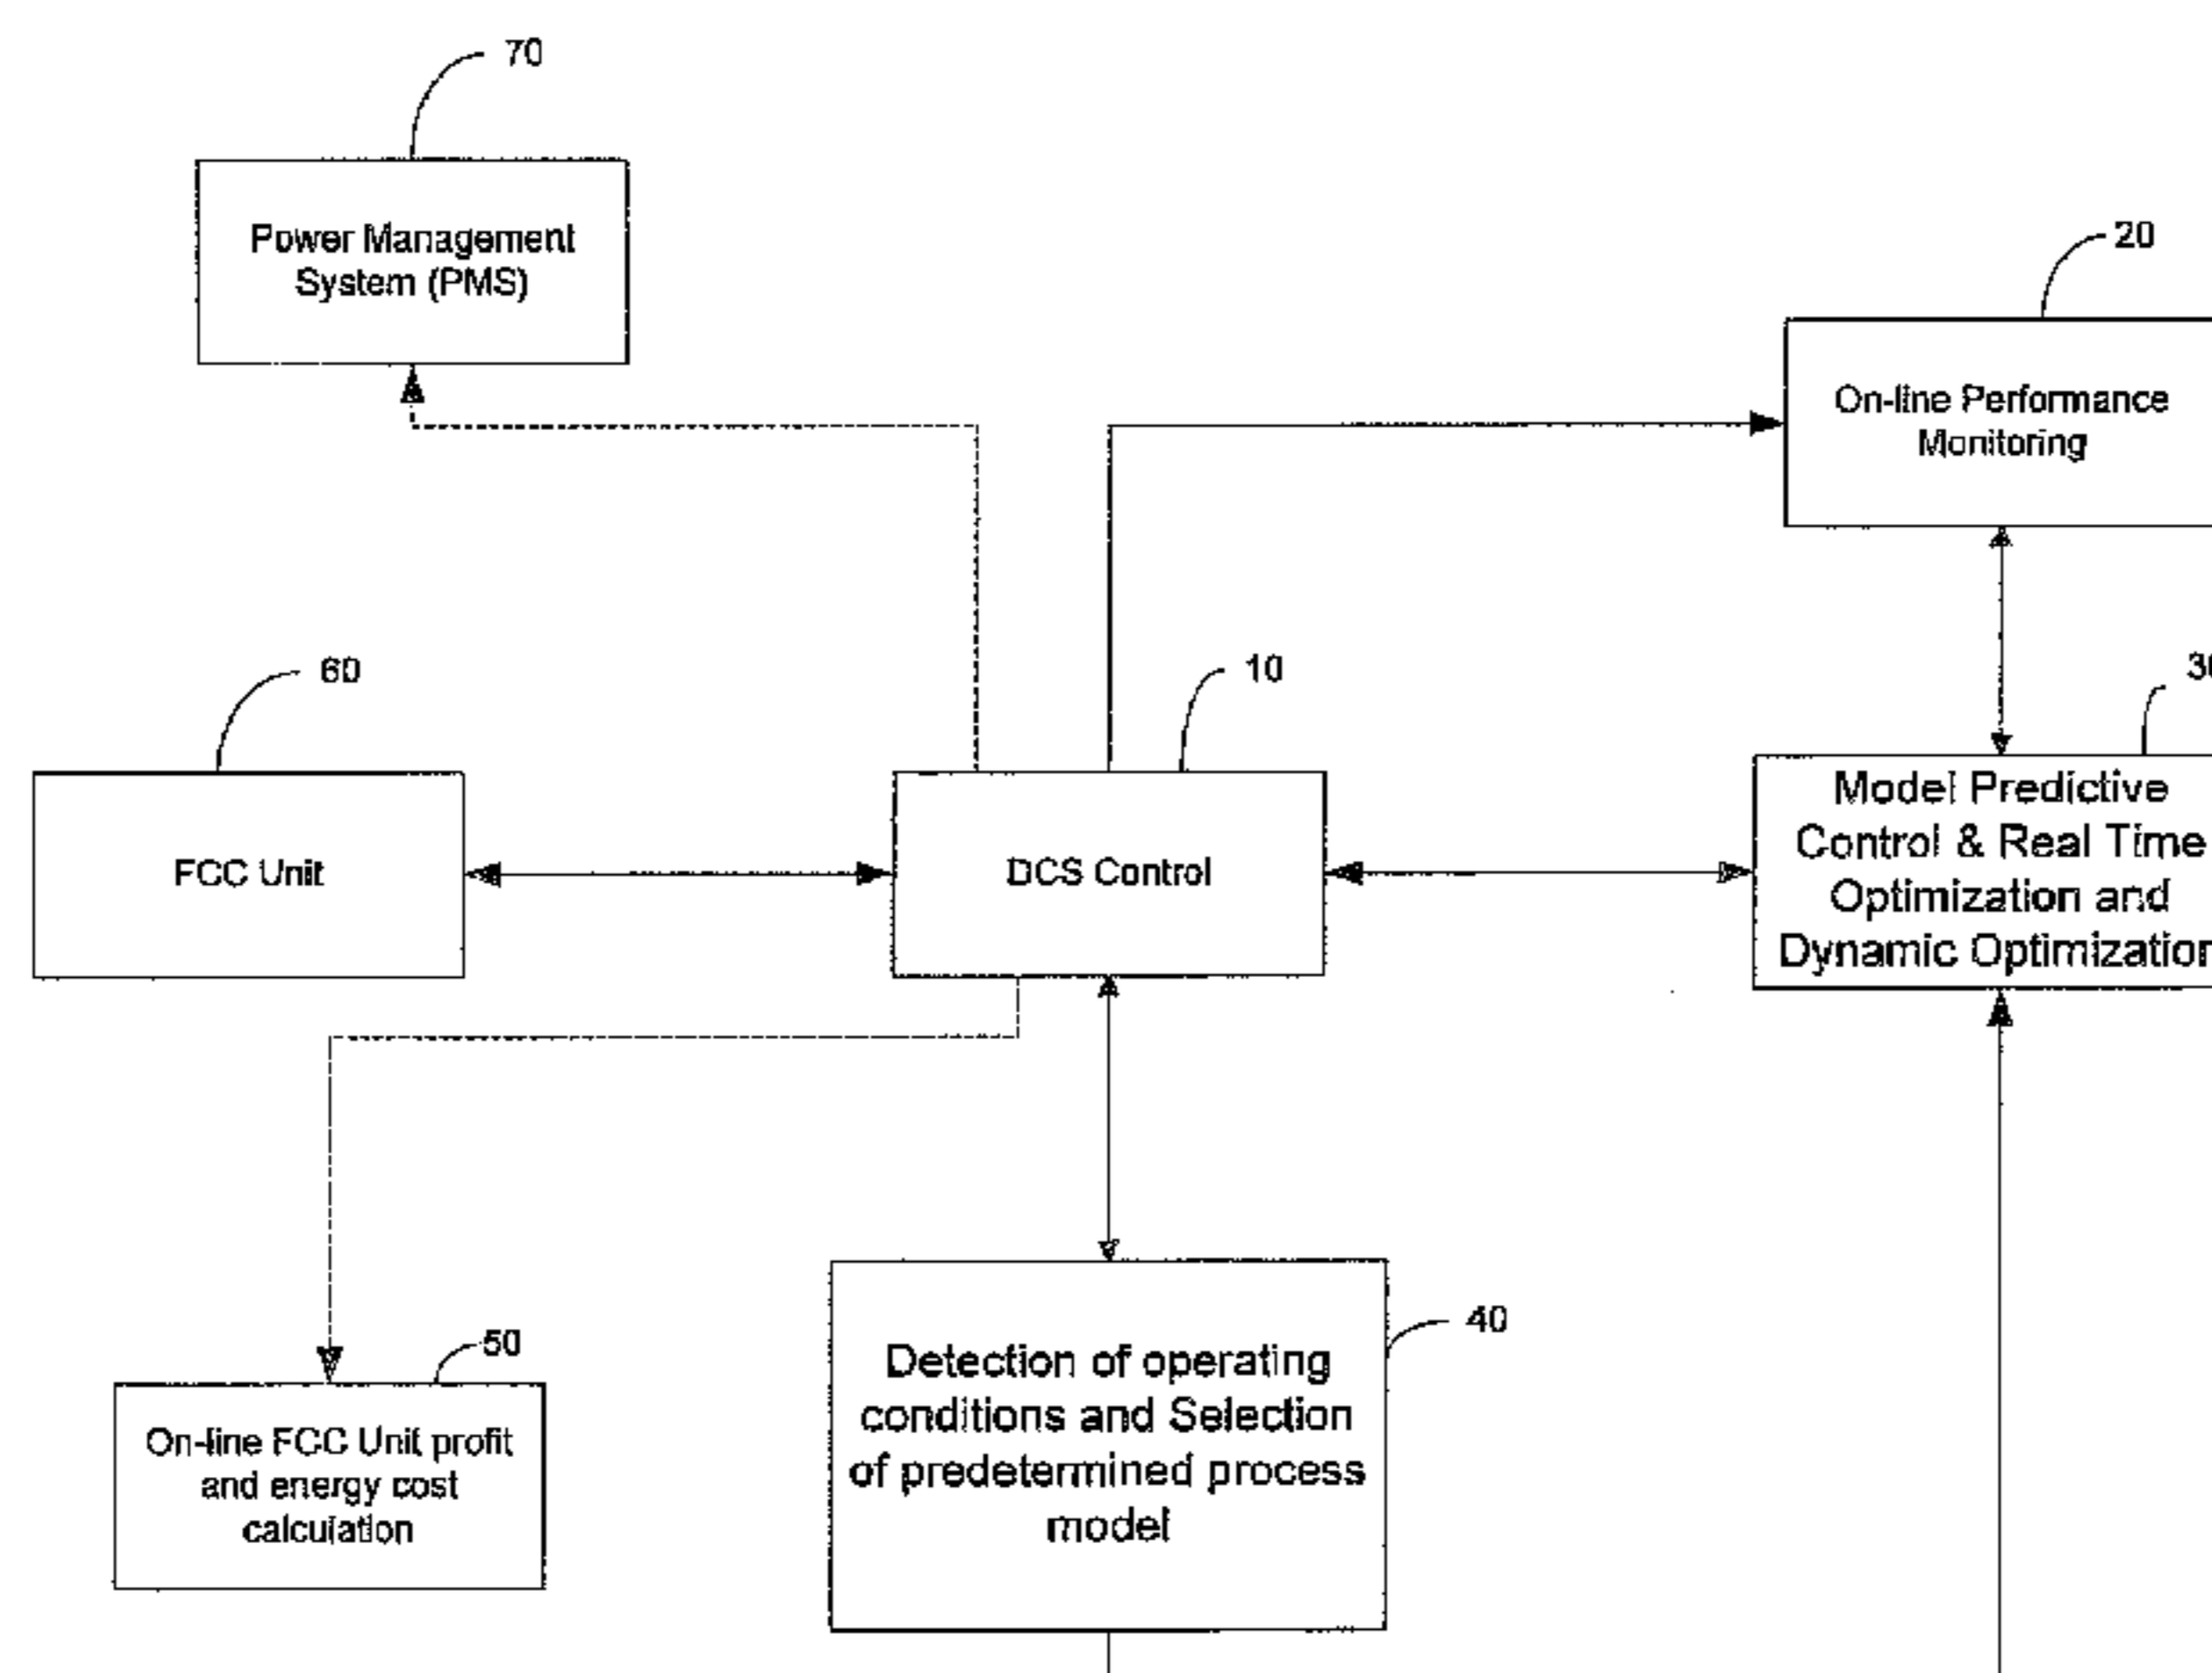 70
Power Management
System (PMS)
20
On-line Performance
Monitoring
60
10
FCC Unit
DCS Control
Model Predictive
Control & Real Time
Optimization and
Dynamic Optimization
50
On-line FCC Unit profit
and energy cost
calculation
40
Detection of operating
conditions and Selection
of predetermined process
model